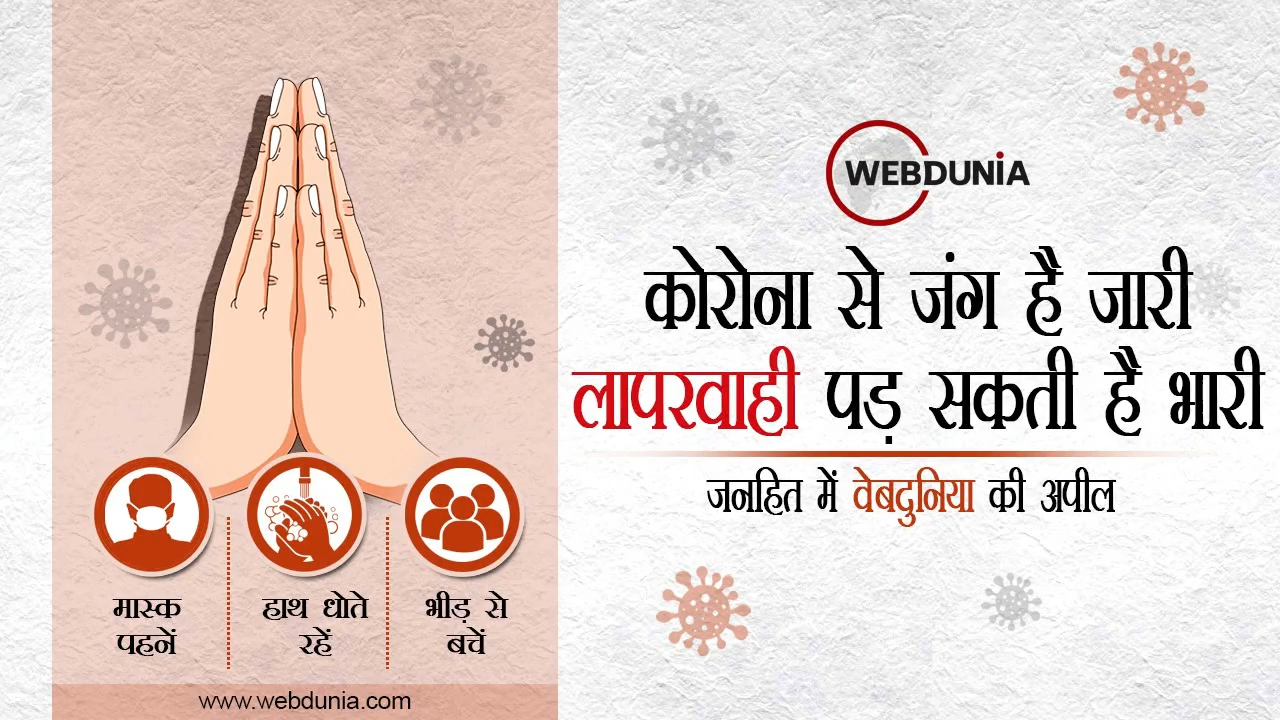 WEBDUNIA
कोरोना से जंग है जारी
लापरवाही पड़ सकती है भारी
जनहित में वेबदुनिया की अपील
मास्क
पहनें
हाथ धोते
रहें
भीड़ से
बचें
www.webdunia.com